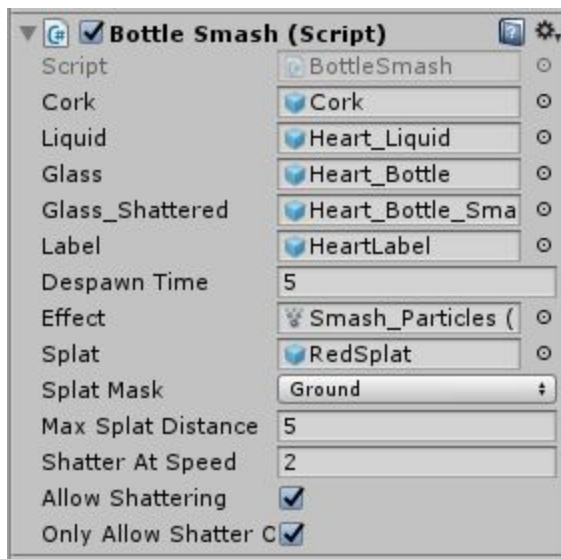 Bottle Smash (Script)
Script BottleSmash
Cork Cork
Liquid Heart_Liquid
Glass Heart_Bottle
Glass_Shattered Heart_Bottle_Sma
Label HeartLabel
Despawn Time 5
Effect Smash_Particles (
Splat RedSplat
Splat Mask Ground
Max Splat Distance 5
Shatter At Speed 2
Allow Shattering
Only Allow Shatter C